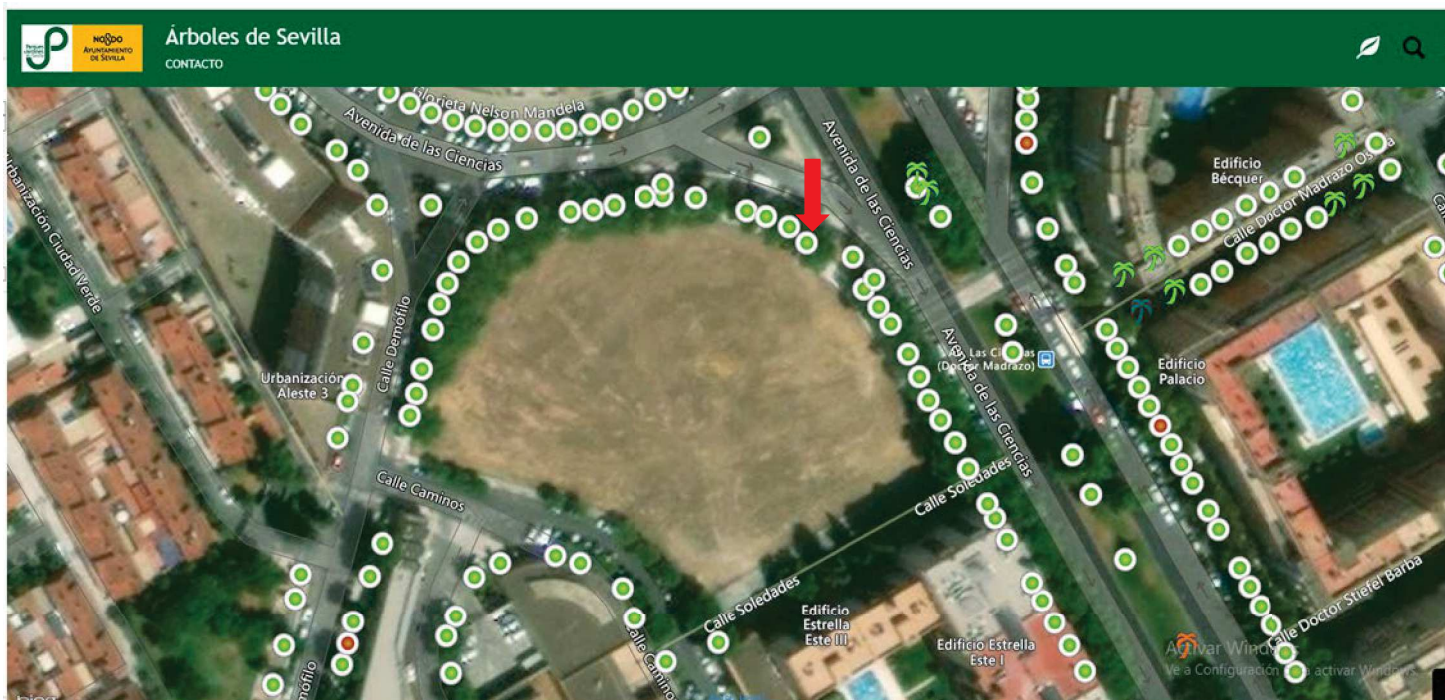 Parques y Jardines
NO8DO
AYUNTAMIENTO
DE SEVILLA
Árboles de Sevilla
CONTACTO
Glorieta Nelson Mandela
Avenida de las Ciencias
Avenida de las Ciencias
Urbanización Ciudad Verde
Edificio
Bécquer
Calle Doctor Madrazo Osuna
Calle Demófilo
Urbanización
Aleste 3
Avenida de las Ciencias
Av. Las Ciencias
(Doctor Madrazo)
Edificio
Palacio
Calle Caminos
Calle Soledades
Calle Soledades
Calle Caminos
Edificio
Estrella
Este III
Edificio Estrella
Este I
Calle Doctor Stiefel Barba
Activar Windows
Ve a Configuración para activar Windows.
bing